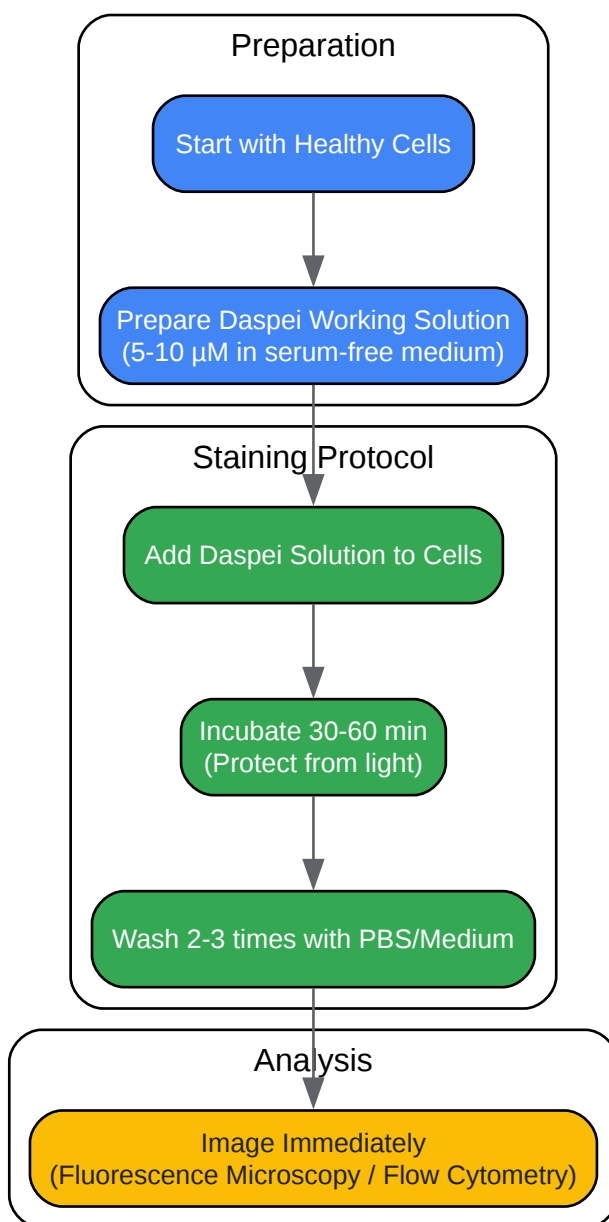 Preparation
Start with Healthy Cells
Prepare Daspei Working Solution
(5-10 µM in serum-free medium)
Staining Protocol
Add Daspei Solution to Cells
Incubate 30-60 min
(Protect from light)
Wash 2-3 times with PBS/Medium
Analysis
Image Immediately
(Fluorescence Microscopy / Flow Cytometry)